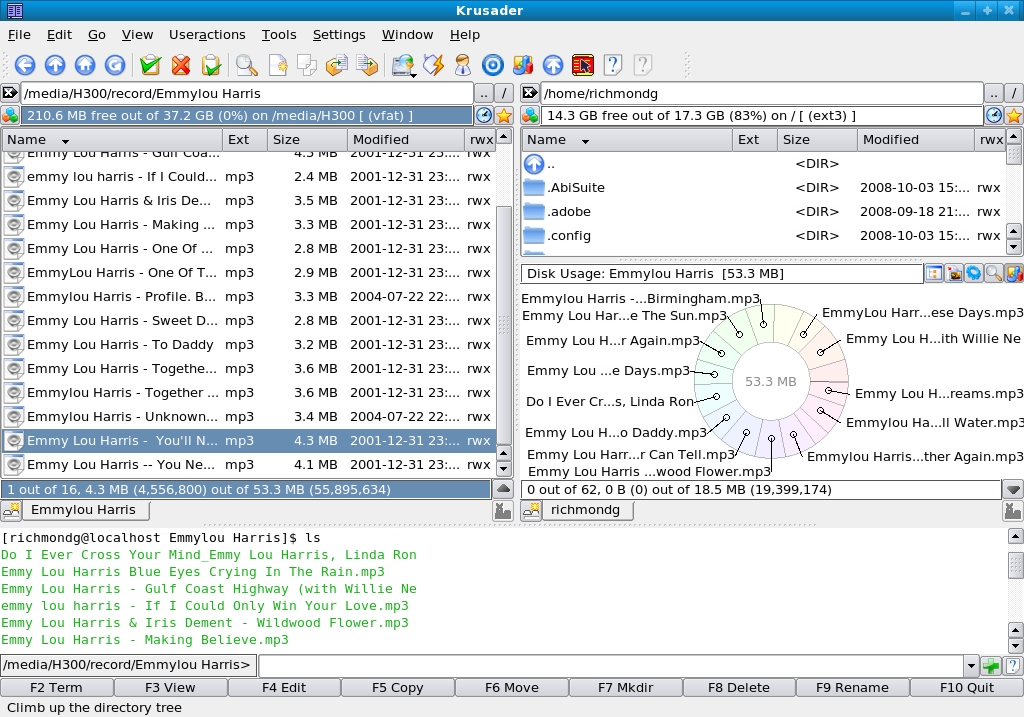 Krusader
File Edit Go View Useractions Tools Settings Window Help
/media/H300/record/Emmylou Harris .. /
210.6 MB free out of 37.2 GB (0%) on /media/H300 [ (vfat) ]
Name Ext Size Modified rwx
Emmy Lou Harris - Gulf Coa... mp3 4.5 MB 2001-12-31 23:... rwx
emmy lou harris - If I Could... mp3 2.4 MB 2001-12-31 23:... rwx
Emmy Lou Harris & Iris De... mp3 3.5 MB 2001-12-31 23:... rwx
Emmy Lou Harris - Making ... mp3 3.3 MB 2001-12-31 23:... rwx
Emmy Lou Harris - One Of ... mp3 2.8 MB 2001-12-31 23:... rwx
EmmyLou Harris - One Of T... mp3 2.9 MB 2001-12-31 23:... rwx
Emmylou Harris - Profile. B... mp3 3.3 MB 2004-07-22 22:... rwx
Emmy Lou Harris - Sweet D... mp3 2.8 MB 2001-12-31 23:... rwx
Emmy Lou Harris - To Daddy mp3 3.2 MB 2001-12-31 23:... rwx
Emmy Lou Harris - Togethe... mp3 3.6 MB 2001-12-31 23:... rwx
Emmylou Harris - Together ... mp3 3.6 MB 2001-12-31 23:... rwx
Emmylou Harris - Unknown... mp3 3.4 MB 2004-07-22 22:... rwx
Emmy Lou Harris -  You'll N... mp3 4.3 MB 2001-12-31 23:... rwx
Emmy Lou Harris -- You Ne... mp3 4.1 MB 2001-12-31 23:... rwx
1 out of 16, 4.3 MB (4,556,800) out of 53.3 MB (55,895,634)
Emmylou Harris
/home/richmondg .. /
14.3 GB free out of 17.3 GB (83%) on / [ (ext3) ]
Name Ext Size Modified rwx
.. <DIR>
.AbiSuite <DIR> 2008-10-03 15:... rwx
.adobe <DIR> 2008-09-18 21:... rwx
.config <DIR> 2008-10-03 15:... rwx
Disk Usage: Emmylou Harris  [53.3 MB]
Emmylou Harris -...Birmingham.mp3
Emmy Lou Har...e The Sun.mp3
Emmy Lou H...r Again.mp3
Emmy Lou ...e Days.mp3
Do I Ever Cr...s, Linda Ron
Emmy Lou H...o Daddy.mp3
Emmy Lou Harr...r Can Tell.mp3
Emmy Lou Harris ...wood Flower.mp3
53.3 MB
EmmyLou Harr...ese Days.mp3
Emmy Lou H...ith Willie Ne
Emmy Lou H...reams.mp3
Emmylou Ha...ll Water.mp3
Emmylou Harris...ther Again.mp3
0 out of 62, 0 B (0) out of 18.5 MB (19,399,174)
richmondg
[richmondg@localhost Emmylou Harris]$ ls
Do I Ever Cross Your Mind_Emmy Lou Harris, Linda Ron
Emmy Lou Harris Blue Eyes Crying In The Rain.mp3
Emmy Lou Harris - Gulf Coast Highway (with Willie Ne
emmy lou harris - If I Could Only Win Your Love.mp3
Emmy Lou Harris & Iris Dement - Wildwood Flower.mp3
Emmy Lou Harris - Making Believe.mp3
/media/H300/record/Emmylou Harris>
F2 Term F3 View F4 Edit F5 Copy F6 Move F7 Mkdir F8 Delete F9 Rename F10 Quit
Climb up the directory tree